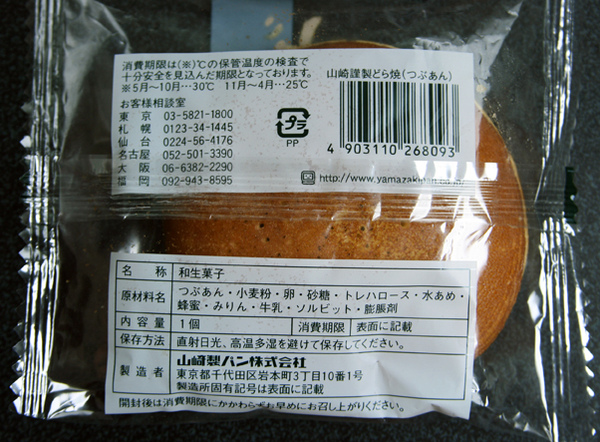 消費期限は(※)℃の保管温度の検査で
十分安全を見込んだ期限となっております。
※5月～10月…30℃　11月～4月…25℃
山崎謹製どら焼(つぶあん)
お客様相談室
東京 03-5821-1800
札幌 0123-34-1445
仙台 0224-56-4176
名古屋 052-501-3390
大阪 06-6382-2290
福岡 092-943-8595
プラ
PP
4 903110 268093
http://www.yamazakipan.co.jp
名称 和生菓子
原材料名 つぶあん・小麦粉・卵・砂糖・トレハロース・水あめ・
蜂蜜・みりん・牛乳・ソルビット・膨脹剤
内容量 1個 消費期限 表面に記載
保存方法 直射日光、高温多湿を避けて保存してください。
製造者 山崎製パン株式会社
東京都千代田区岩本町3丁目10番1号
製造所固有記号は表面に記載
開封後は消費期限にかかわらずお早めにお召し上がりください。